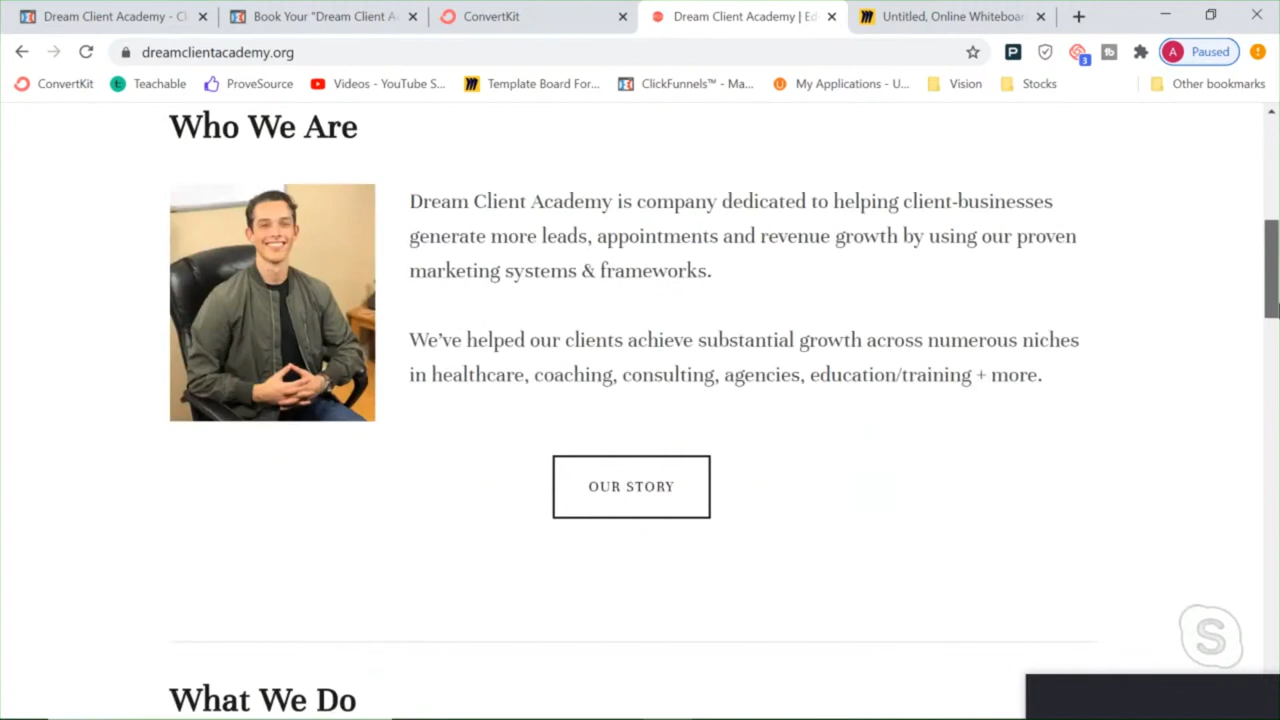 Dream Client Academy - Cl
Book Your "Dream Client A
ConvertKit
Dream Client Academy | Ed
Untitled, Online Whiteboar
dreamclientacademy.org
3
A Paused
ConvertKit
Teachable
ProveSource
Videos - YouTube S...
Template Board For...
ClickFunnels™ - Ma...
My Applications - U...
Vision
Stocks
Other bookmarks
Who We Are
Dream Client Academy is company dedicated to helping client-businesses
generate more leads, appointments and revenue growth by using our proven
marketing systems & frameworks.
We've helped our clients achieve substantial growth across numerous niches
in healthcare, coaching, consulting, agencies, education/training + more.
OUR STORY
What We Do